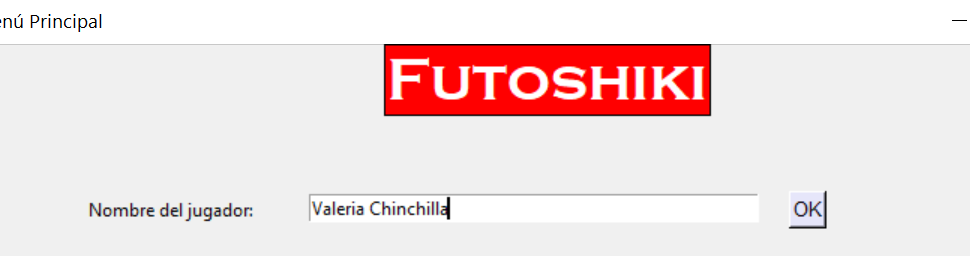 enú Principal
FUTOSHIKI
Nombre del jugador: Valeria Chinchilla OK